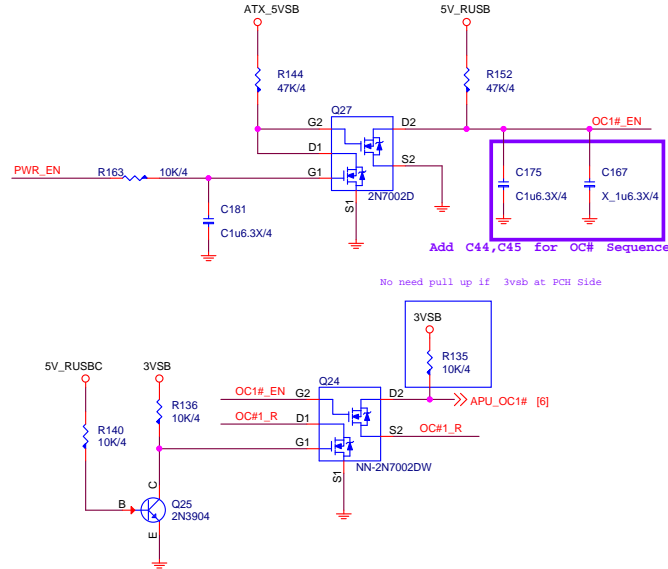 ATX_5VSB 5V_RUSB
R144
47K/4
R152
47K/4
Q27
G2 D2 OC1#_EN
D1
S2
PWR_EN R163 10K/4 G1
2N7002D
S1
C181
C1u6.3X/4
C175
C1u6.3X/4
C167
X_1u6.3X/4
Add C44,C45 for OC# Sequence
No need pull up if 3vsb at PCH Side
3VSB
R135
10K/4
5V_RUSBC 3VSB
R136
10K/4
R140
10K/4
Q24
OC1#_EN G2 D2 APU_OC1# [6]
OC#1_R D1
S2 OC#1_R
G1
NN-2N7002DW
S1
C
B
Q25
2N3904
E